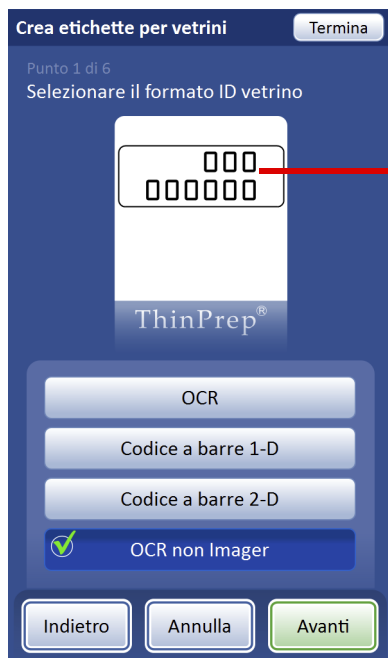 Crea etichette per vetrini
Termina
Punto 1 di 6
Selezionare il formato ID vetrino
000
000000
ThinPrep®
OCR
Codice a barre 1-D
Codice a barre 2-D
OCR non Imager
Indietro
Annulla
Avanti